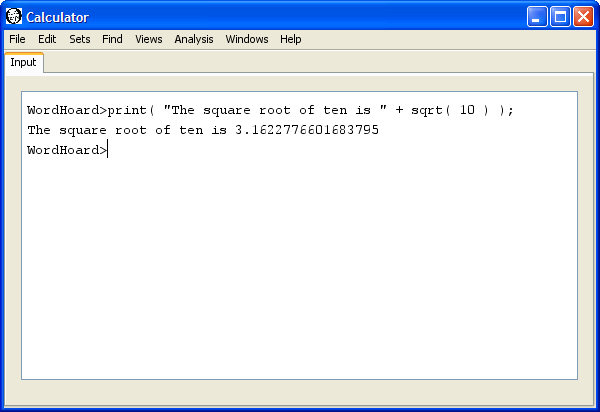 Calculator
File Edit Sets Find Views Analysis Windows Help
Input
WordHoard>print( "The square root of ten is " + sqrt( 10 ) );
The square root of ten is 3.1622776601683795
WordHoard>